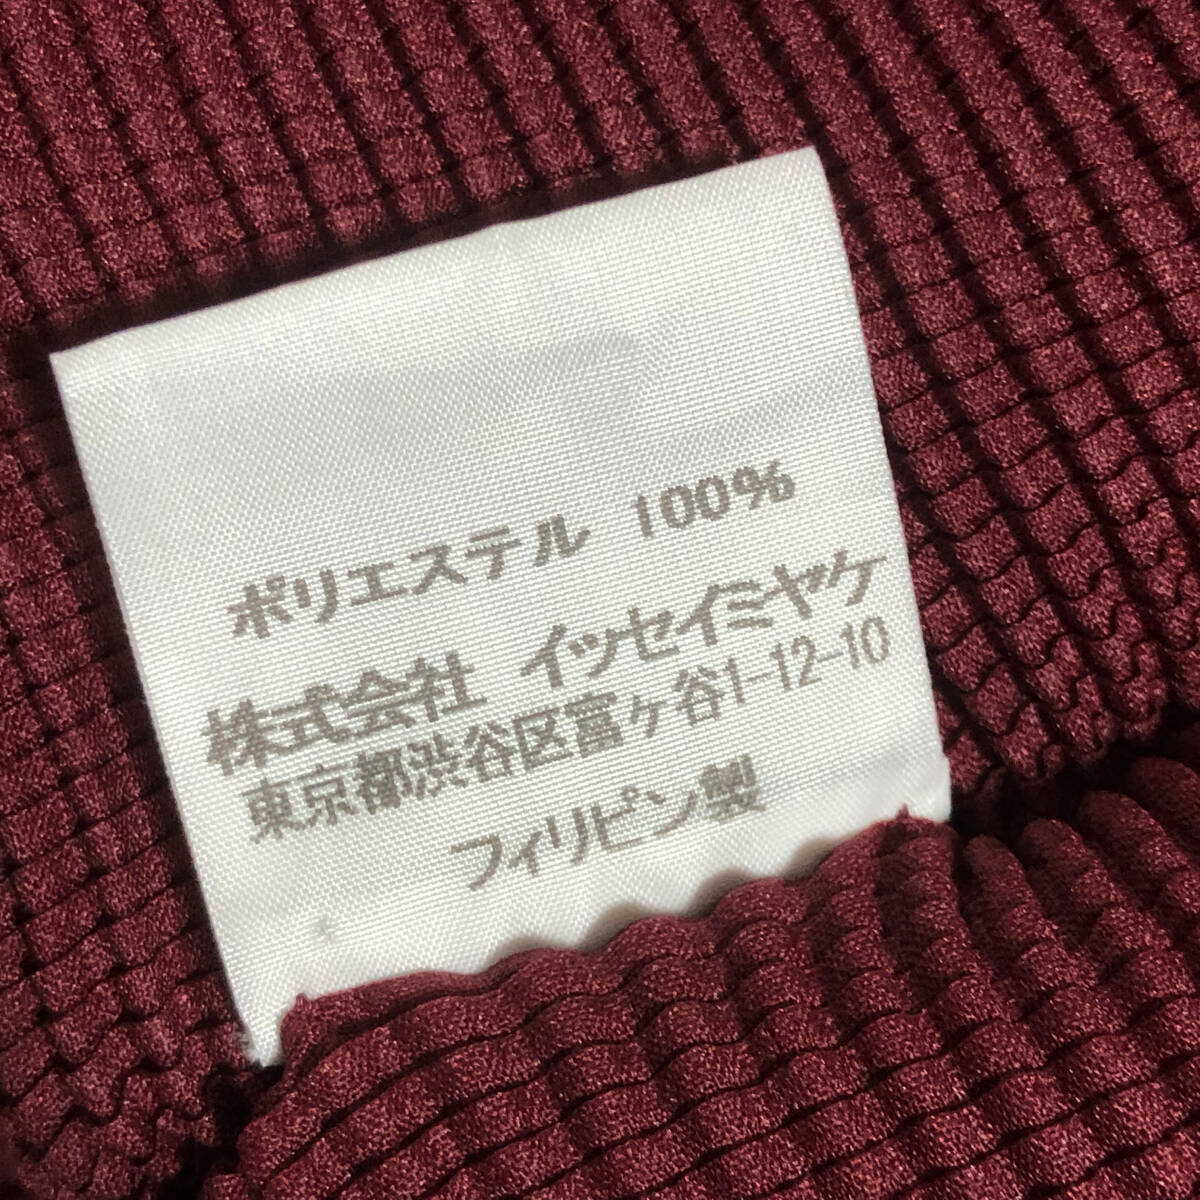 ポリエステル 100%
株式会社 イッセイミヤケ
東京都渋谷区富ヶ谷1-12-10
フィリピン製